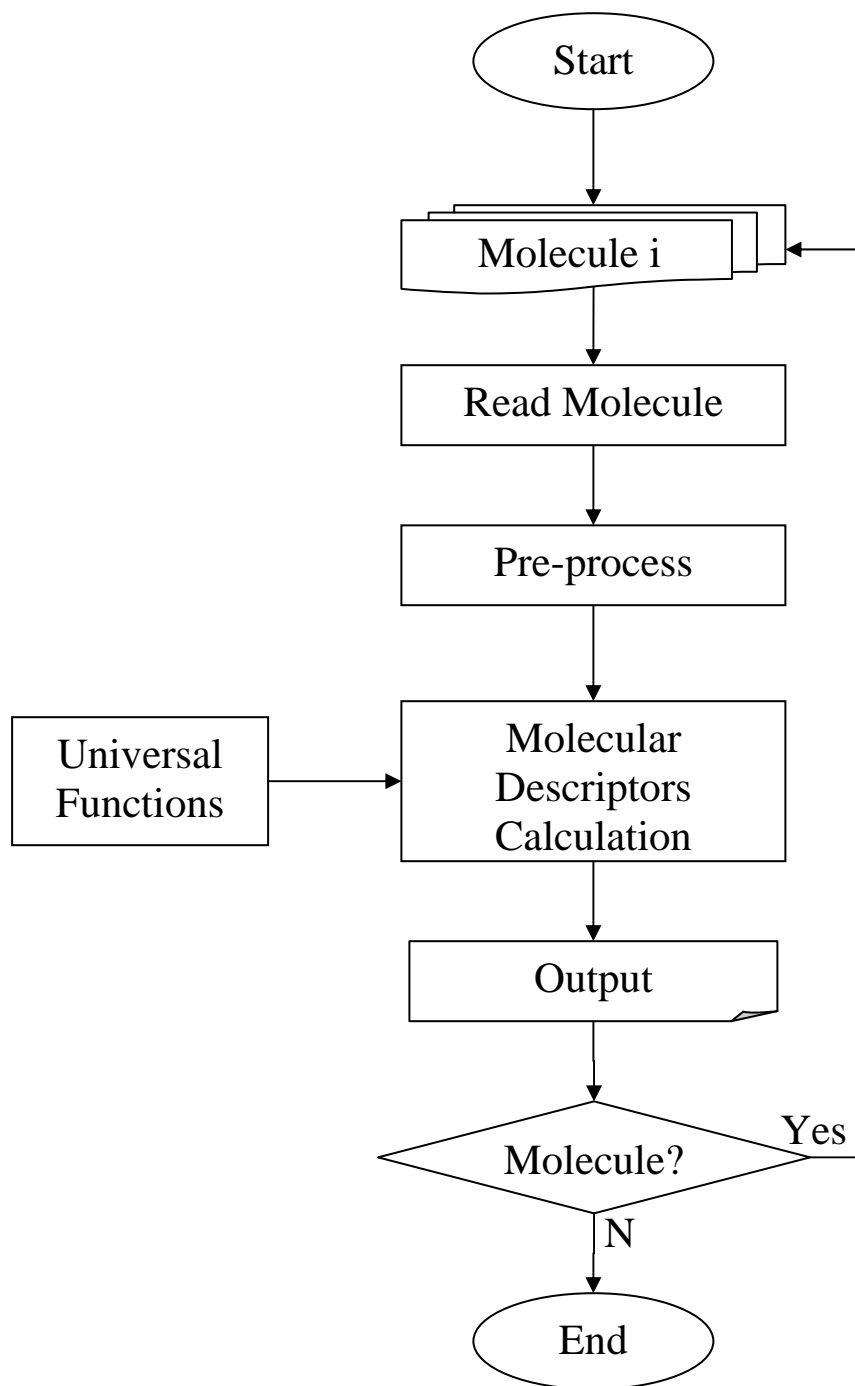 Start
Molecule i
Read Molecule
Pre-process
Universal
Functions
Molecular
Descriptors
Calculation
Output
Molecule?
Yes
N
End